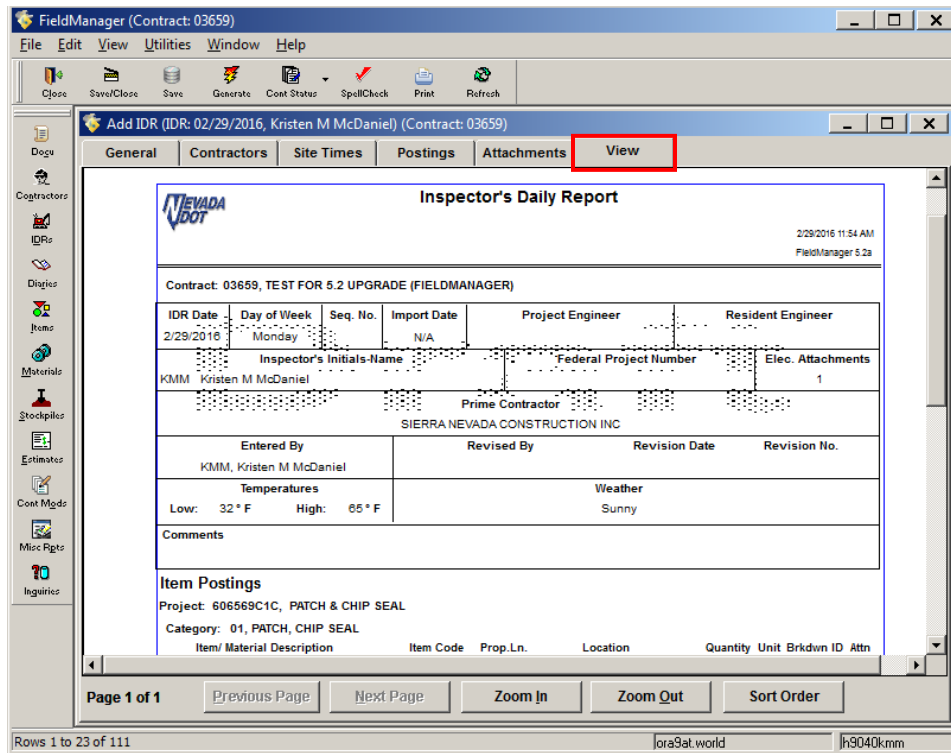 FieldManager (Contract: 03659)
File Edit View Utilities Window Help
Close Save/Close Save Generate Cont Status SpellCheck Print Refresh
Add IDR (IDR: 02/29/2016, Kristen M McDaniel) (Contract: 03659)
General Contractors Site Times Postings Attachments View
Docu
Contractors
IDRs
Diaries
Items
Materials
Stockpiles
Estimates
Cont Mods
Misc Rpts
Inquiries
NEVADA
DOT
Inspector's Daily Report
2/29/2016 11:54 AM
FieldManager 5.2a
Contract: 03659, TEST FOR 5.2 UPGRADE (FIELDMANAGER)
IDR Date Day of Week Seq. No. Import Date Project Engineer Resident Engineer
2/29/2016 Monday N/A
Inspector's Initials-Name Federal Project Number Elec. Attachments
KMM Kristen M McDaniel 1
Prime Contractor
SIERRA NEVADA CONSTRUCTION INC
Entered By Revised By Revision Date Revision No.
KMM, Kristen M McDaniel
Temperatures Weather
Low: 32° F High: 65° F Sunny
Comments
Item Postings
Project: 606569C1C, PATCH & CHIP SEAL
Category: 01, PATCH, CHIP SEAL
Item/ Material Description Item Code Prop.Ln. Location Quantity Unit Brkdwn ID Attn
Page 1 of 1 Previous Page Next Page Zoom In Zoom Out Sort Order
Rows 1 to 23 of 111 ora9at.world h9040kmm